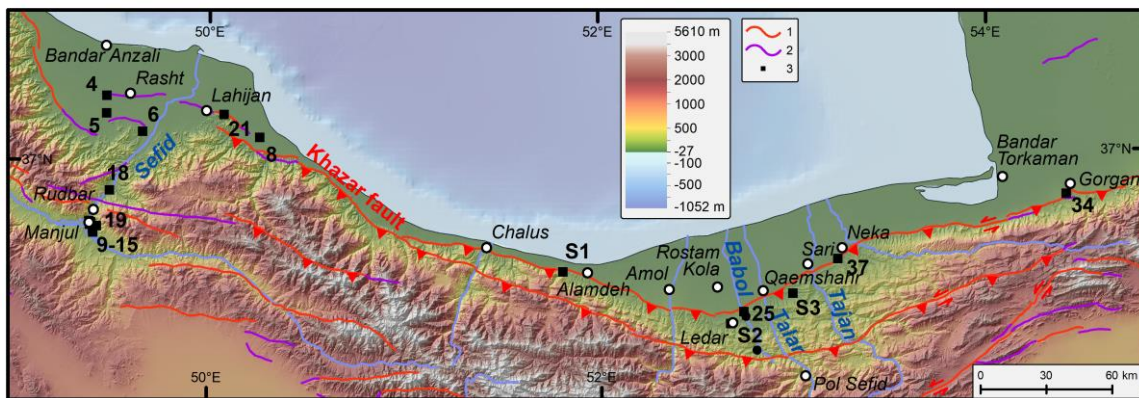 50°E
52°E
54°E
Bandar Anzali
4
Rasht
Lahijan
5
6
21
8
37°N
Sefid
18
Rudbar
19
Manjul
9-15
Khazar fault
Chalus
S1
Alamdeh
Amol
Rostam
Kola
Babol
Qaemshahr
Sari
Neka
37
S3
25
Ledar
S2
Talar
Tajan
Pol Sefid
Bandar
Torkaman
Gorgan
37°N
34
5610 m
3000
2000
1000
500
-27
-100
-500
-1052 m
1
2
3
50°E
52°E
0 30 60 km